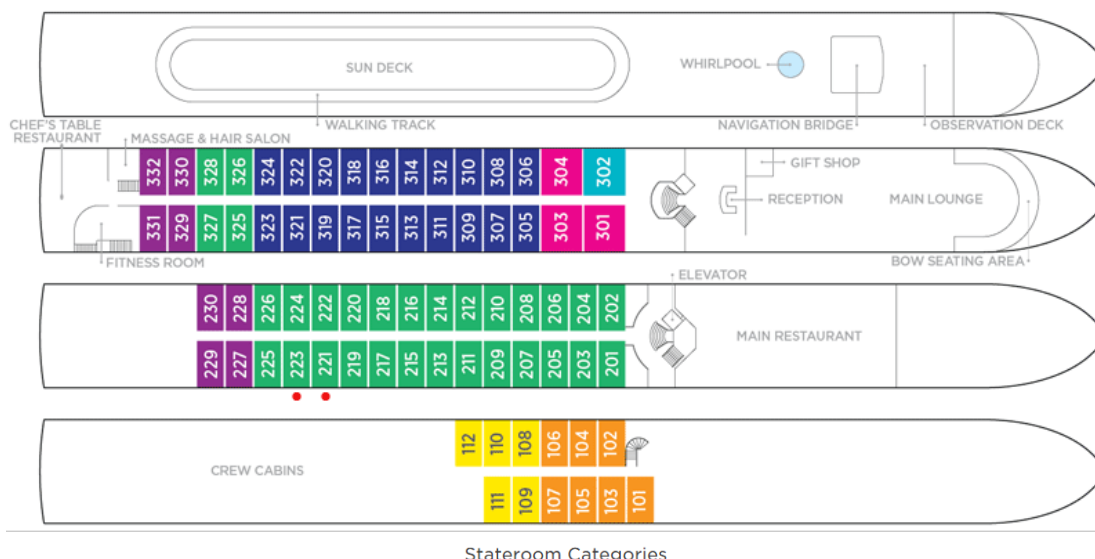 SUN DECK
WHIRLPOOL
CHEF'S TABLE
RESTAURANT
WALKING TRACK
NAVIGATION BRIDGE
OBSERVATION DECK
MASSAGE & HAIR SALON
332 330 328 326 324 322 320 318 316 314 312 310 308 306 304 302
GIFT SHOP
RECEPTION
MAIN LOUNGE
331 329 327 325 323 321 319 317 315 313 311 309 307 305 303 301
FITNESS ROOM
BOW SEATING AREA
ELEVATOR
230 228 226 224 222 220 218 216 214 212 210 208 206 204 202
MAIN RESTAURANT
229 227 225 223 221 219 217 215 213 211 209 207 205 203 201
112 110 108 106 104 102
CREW CABINS
111 109 107 105 103 101
Stateroom Categories